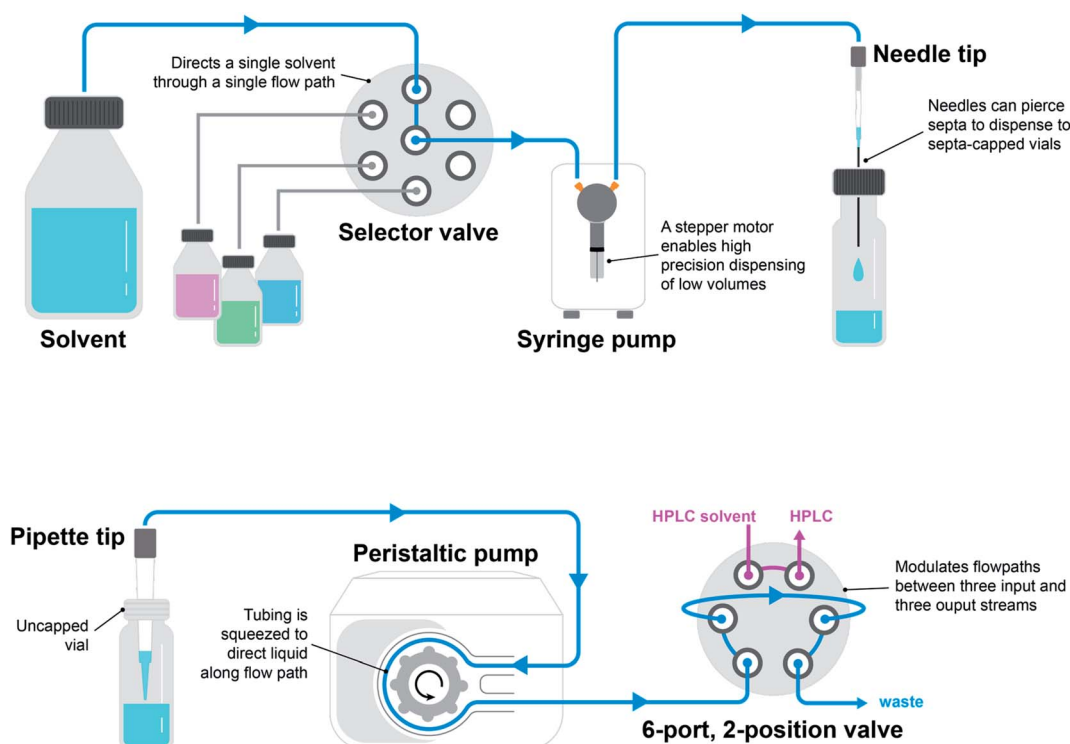 Directs a single solvent
through a single flow path
Needle tip
Needles can pierce
septa to dispense to
septa-capped vials
Selector valve
A stepper motor
enables high
precision dispensing
of low volumes
Solvent
Syringe pump
Pipette tip
Uncapped
vial
Peristaltic pump
Tubing is
squeezed to
direct liquid
along flow path
HPLC solvent
HPLC
Modulates flowpaths
between three input and
three ouput streams
waste
6-port, 2-position valve